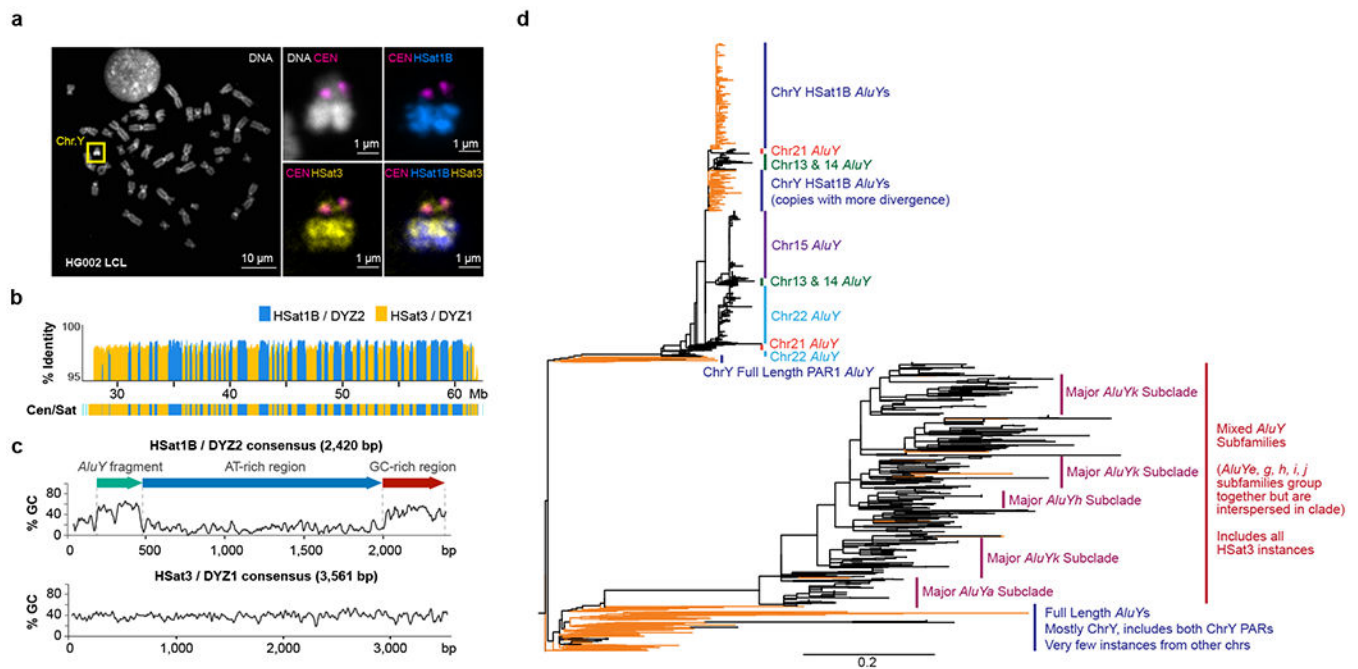 a
DNA
Chr.Y
HG002 LCL
10 µm
DNA CEN
1 µm
CEN HSat1B
1 µm
CEN HSat3
1 µm
CEN HSat1B HSat3
1 µm
b
HSat1B / DYZ2
HSat3 / DYZ1
% Identity
100
95
30
40
50
60
Mb
Cen/Sat
c
HSat1B / DYZ2 consensus (2,420 bp)
AluY fragment
AT-rich region
GC-rich region
% GC
80
40
0
500
1,000
1,500
2,000
bp
HSat3 / DYZ1 consensus (3,561 bp)
% GC
80
40
0
1,000
2,000
3,000
bp
d
ChrY HSat1B AluYs
Chr21 AluY
Chr13 & 14 AluY
ChrY HSat1B AluYs
(copies with more divergence)
Chr15 AluY
Chr13 & 14 AluY
Chr22 AluY
Chr21 AluY
Chr22 AluY
ChrY Full Length PAR1 AluY
Major AluYk Subclade
Major AluYk Subclade
Major AluYh Subclade
Major AluYk Subclade
Major AluYa Subclade
Mixed AluY
Subfamilies
(AluYe, g, h, i, j
subfamilies group
together but are
interspersed in clade)
Includes all
HSat3 instances
Full Length AluYs
Mostly ChrY, includes both ChrY PARs
Very few instances from other chrs
0.2